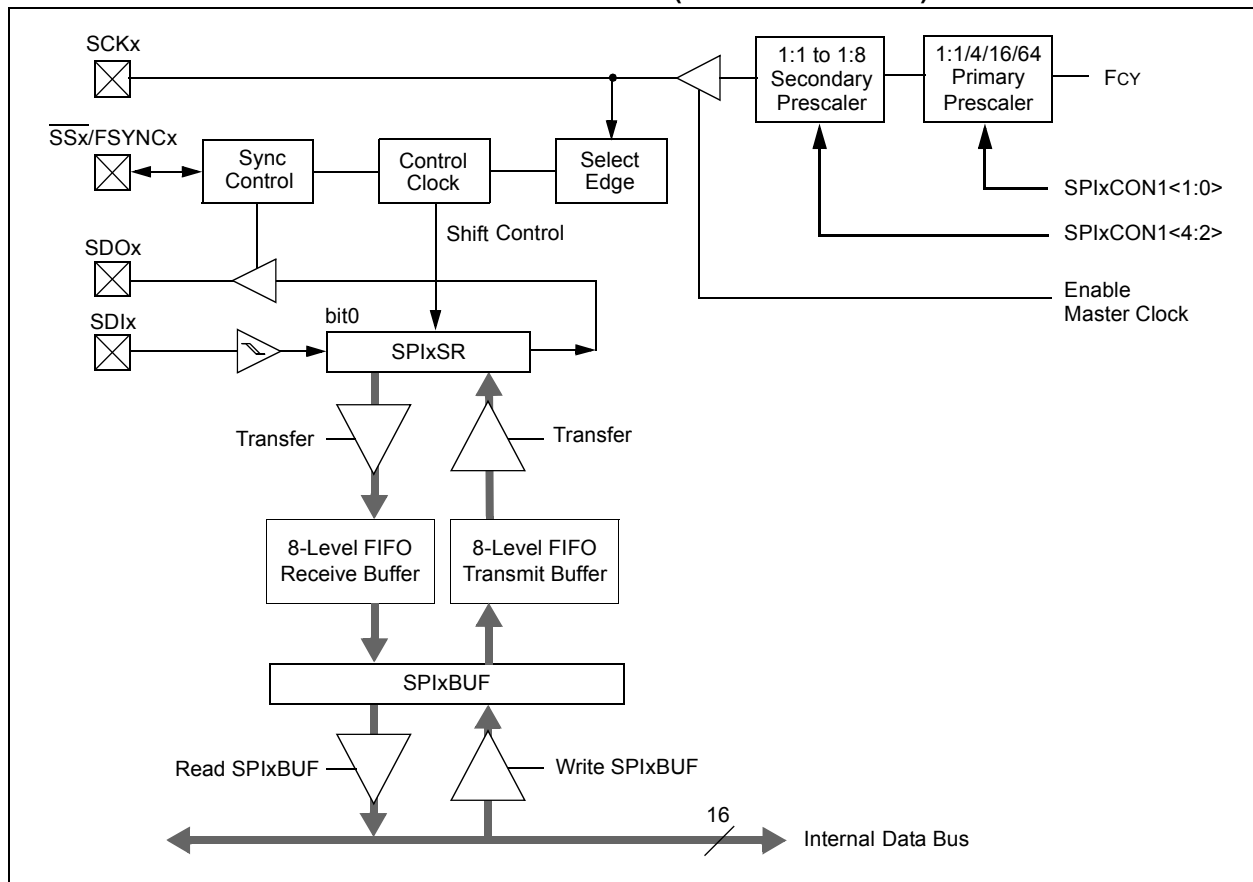 SCKx
SSx/FSYNCx
SDOx
SDIx
Sync
Control
Control
Clock
Select
Edge
1:1 to 1:8
Secondary
Prescaler
1:1/4/16/64
Primary
Prescaler
FCY
SPIxCON1<1:0>
SPIxCON1<4:2>
Enable
Master Clock
Shift Control
bit0
SPIxSR
Transfer
Transfer
8-Level FIFO
Receive Buffer
8-Level FIFO
Transmit Buffer
SPIxBUF
Read SPIxBUF
Write SPIxBUF
16
Internal Data Bus